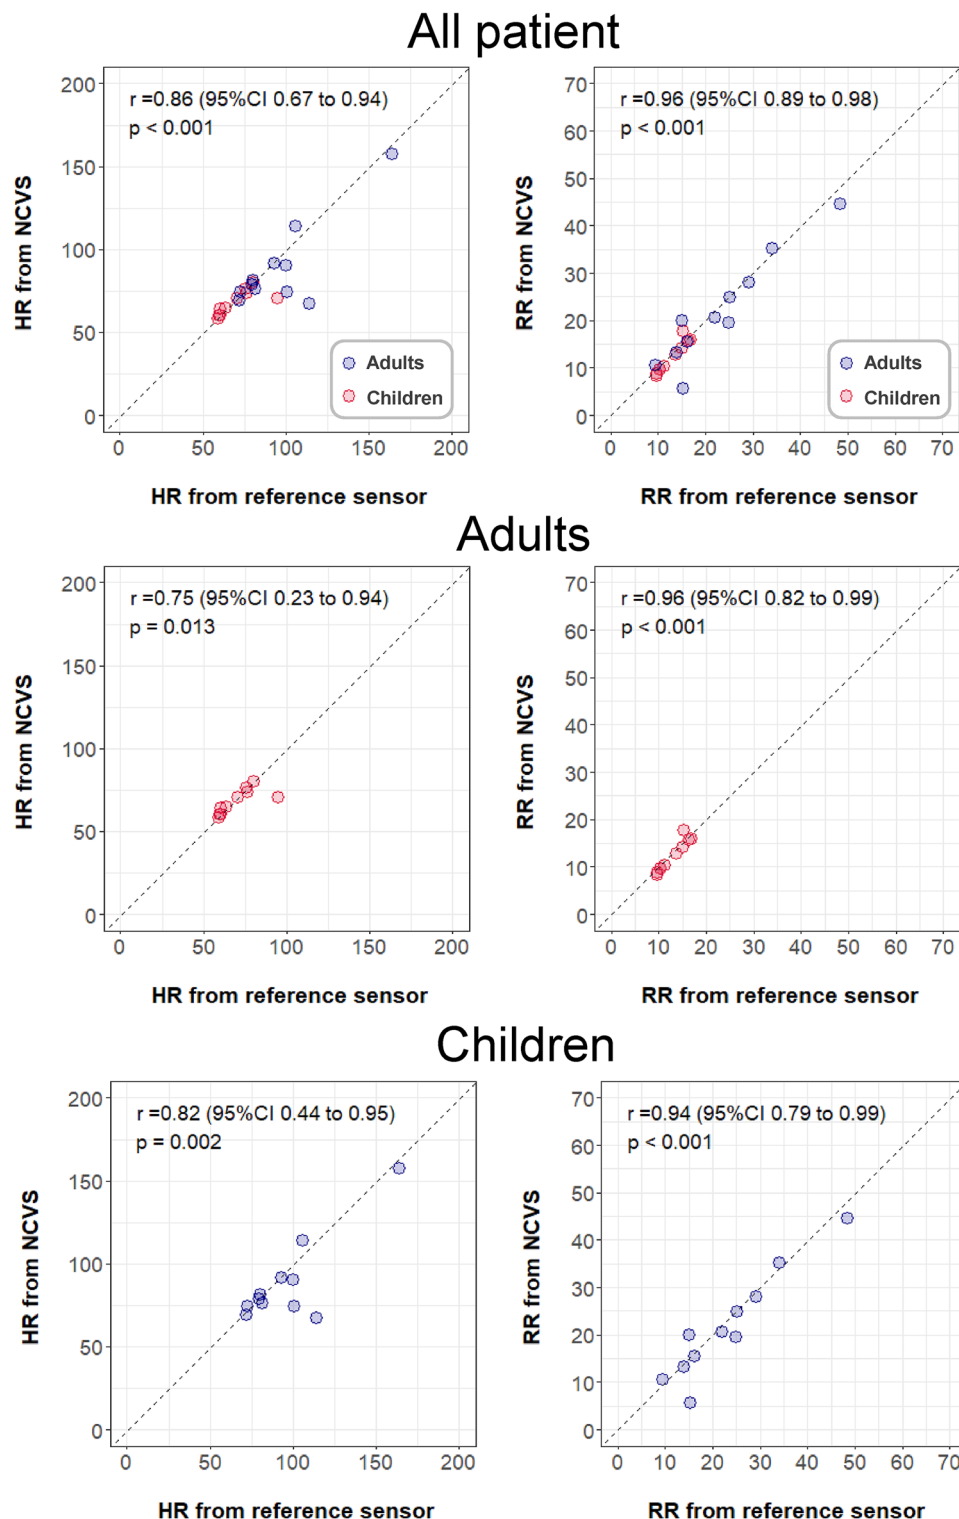 All patient
r =0.86 (95%CI 0.67 to 0.94)
p < 0.001
HR from NCVS
200
150
100
50
0
Adults
Children
0 50 100 150 200
HR from reference sensor
r =0.96 (95%CI 0.89 to 0.98)
p < 0.001
RR from NCVS
70
60
50
40
30
20
10
0
Adults
Children
0 10 20 30 40 50 60 70
RR from reference sensor
Adults
r =0.75 (95%CI 0.23 to 0.94)
p = 0.013
HR from NCVS
200
150
100
50
0
0 50 100 150 200
HR from reference sensor
r =0.96 (95%CI 0.82 to 0.99)
p < 0.001
RR from NCVS
70
60
50
40
30
20
10
0
0 10 20 30 40 50 60 70
RR from reference sensor
Children
r =0.82 (95%CI 0.44 to 0.95)
p = 0.002
HR from NCVS
200
150
100
50
0
0 50 100 150 200
HR from reference sensor
r =0.94 (95%CI 0.79 to 0.99)
p < 0.001
RR from NCVS
70
60
50
40
30
20
10
0
0 10 20 30 40 50 60 70
RR from reference sensor